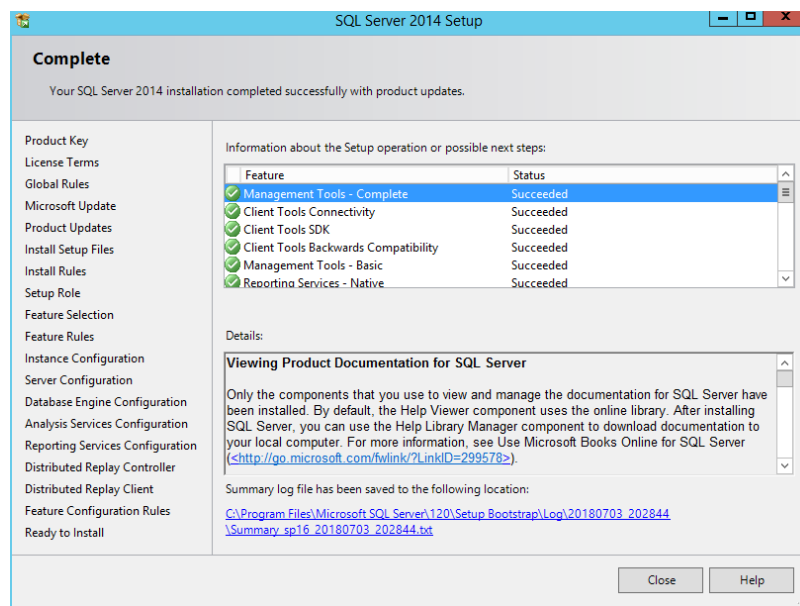 SQL Server 2014 Setup
Complete
Your SQL Server 2014 installation completed successfully with product updates.
Product Key
License Terms
Global Rules
Microsoft Update
Product Updates
Install Setup Files
Install Rules
Setup Role
Feature Selection
Feature Rules
Instance Configuration
Server Configuration
Database Engine Configuration
Analysis Services Configuration
Reporting Services Configuration
Distributed Replay Controller
Distributed Replay Client
Feature Configuration Rules
Ready to Install
Information about the Setup operation or possible next steps:
Feature Status
Management Tools - Complete Succeeded
Client Tools Connectivity Succeeded
Client Tools SDK Succeeded
Client Tools Backwards Compatibility Succeeded
Management Tools - Basic Succeeded
Reporting Services - Native Succeeded
Details:
Viewing Product Documentation for SQL Server
Only the components that you use to view and manage the documentation for SQL Server have
been installed. By default, the Help Viewer component uses the online library. After installing
SQL Server, you can use the Help Library Manager component to download documentation to
your local computer. For more information, see Use Microsoft Books Online for SQL Server
(<http://go.microsoft.com/fwlink/?LinkID=299578>).
Summary log file has been saved to the following location:
C:\Program Files\Microsoft SQL Server\120\Setup Bootstrap\Log\20180703_202844
\Summary_sp16_20180703_202844.txt
Close Help